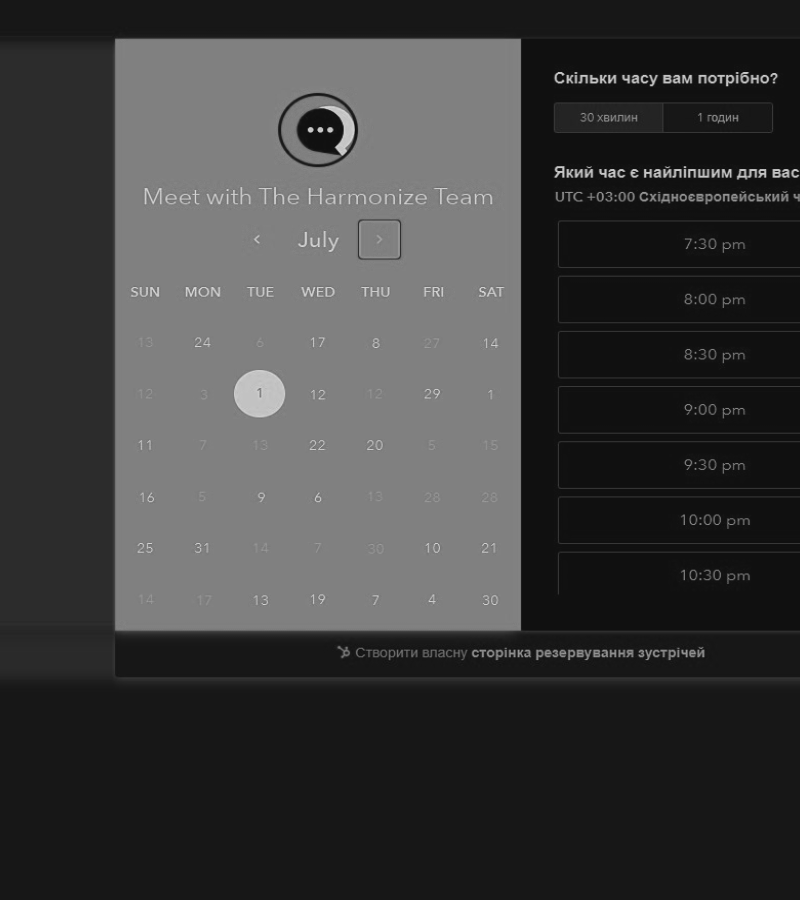 Meet with The Harmonize Team
July
SUN MON TUE WED THU FRI SAT
13 24 6 17 8 27 14
12 3 1 12 12 29 1
11 7 13 22 20 5 15
16 5 9 6 13 28 28
25 31 14 7 30 10 21
14 17 13 19 7 4 30
Скільки часу вам потрібно?
30 хвилин 1 годин
Який час є найліпшим для вас
UTC +03:00 Східноєвропейський ч
7:30 pm
8:00 pm
8:30 pm
9:00 pm
9:30 pm
10:00 pm
10:30 pm
Створити власну сторінка резервування зустрічей